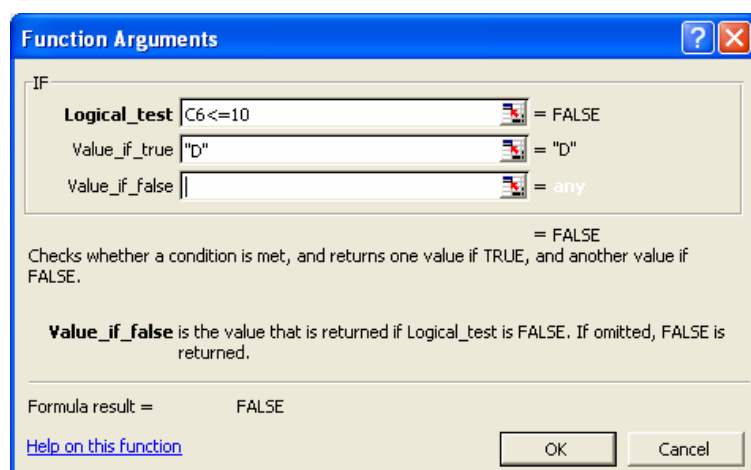 Function Arguments
IF
Logical_test C6<=10 = FALSE
Value_if_true "D" = "D"
Value_if_false = any
= FALSE
Checks whether a condition is met, and returns one value if TRUE, and another value if
FALSE.
Value_if_false is the value that is returned if Logical_test is FALSE. If omitted, FALSE is
returned.
Formula result = FALSE
Help on this function OK Cancel